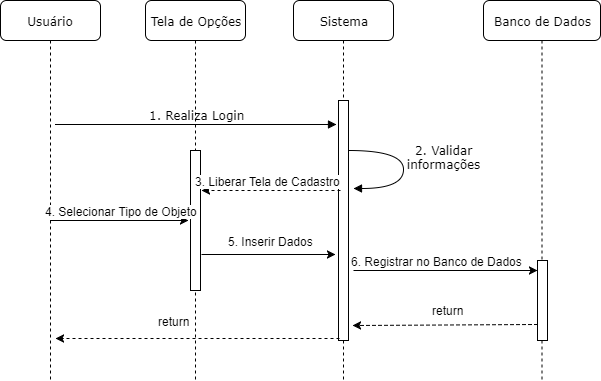 Usuário
Tela de Opções
Sistema
Banco de Dados
1. Realiza Login
2. Validar
informações
3. Liberar Tela de Cadastro
4. Selecionar Tipo de Objeto
5. Inserir Dados
6. Registrar no Banco de Dados
return
return